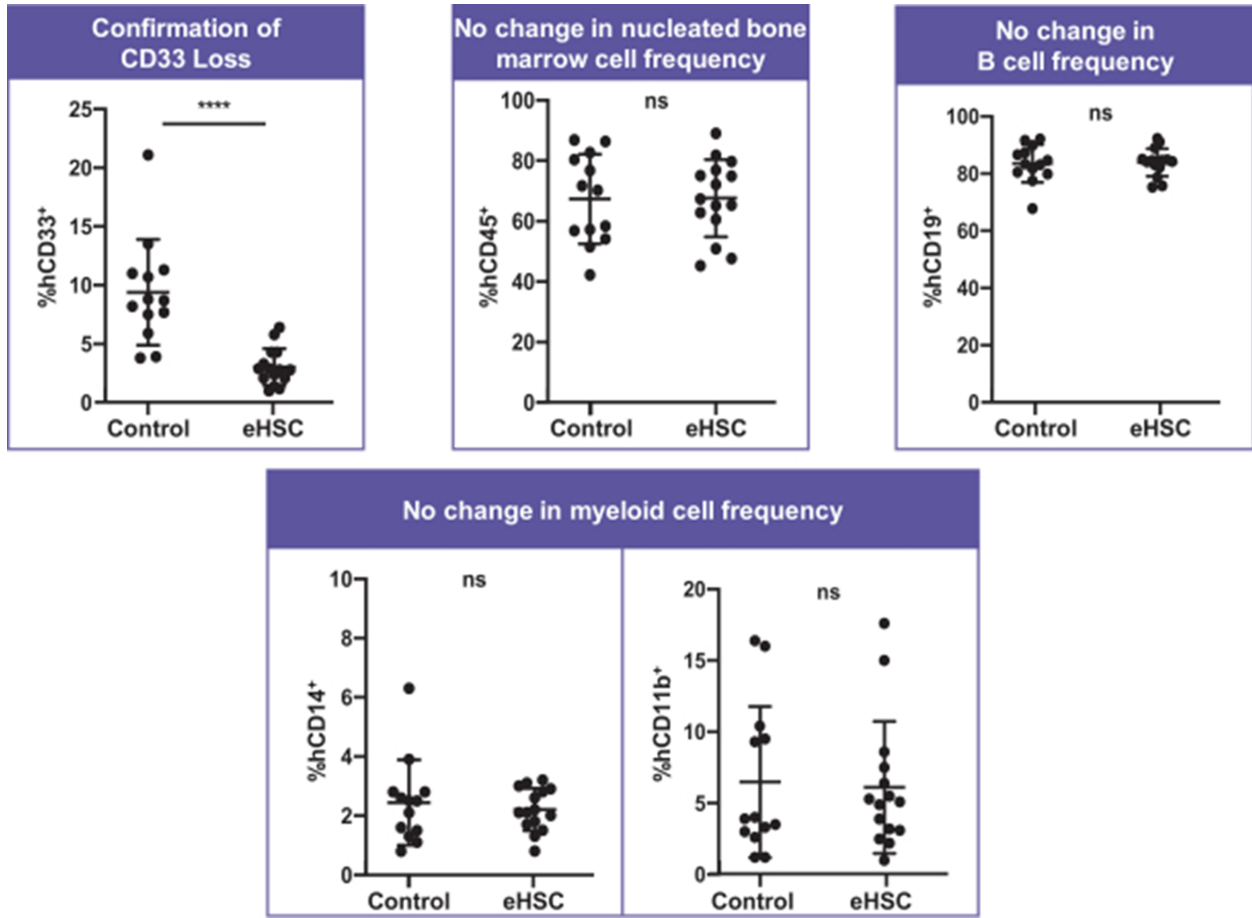 Confirmation of
CD33 Loss
****
%hCD33+
25
20
15
10
5
0
Control eHSC
No change in nucleated bone
marrow cell frequency
ns
%hCD45+
100
80
60
40
20
0
Control eHSC
No change in
B cell frequency
ns
%hCD19+
100
80
60
40
20
0
Control eHSC
No change in myeloid cell frequency
ns
%hCD14+
10
8
6
4
2
0
Control eHSC
ns
%hCD11b+
20
15
10
5
0
Control eHSC